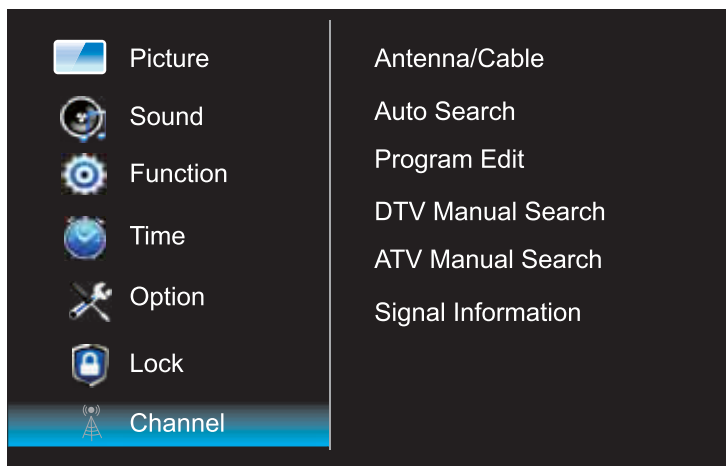 Picture
Sound
Function
Time
Option
Lock
Channel
Antenna/Cable
Auto Search
Program Edit
DTV Manual Search
ATV Manual Search
Signal Information